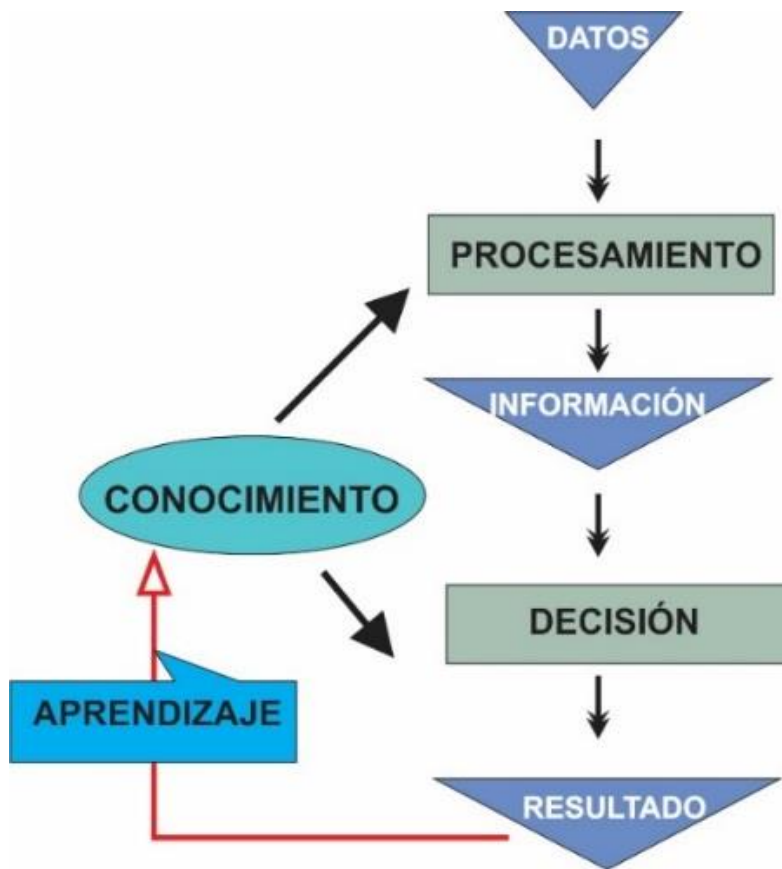 DATOS
PROCESAMIENTO
INFORMACIÓN
CONOCIMIENTO
DECISIÓN
APRENDIZAJE
RESULTADO